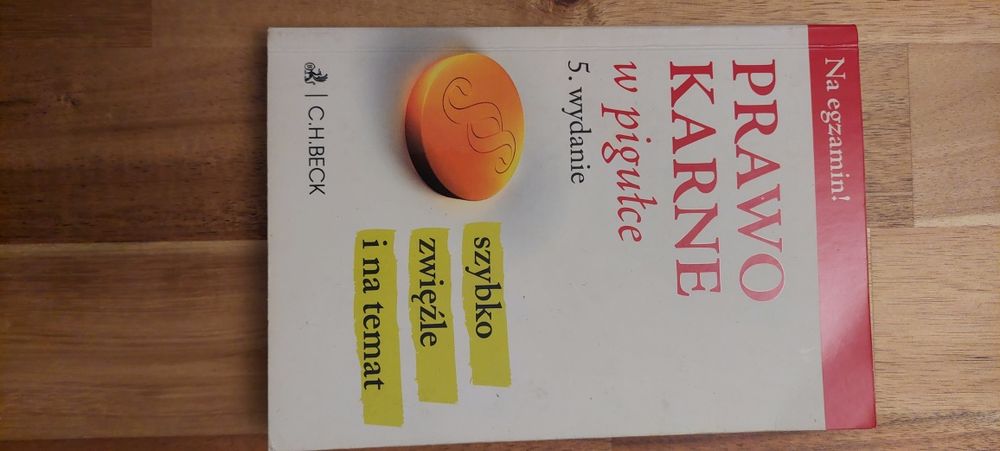 Na egzamin!
PRAWO
KARNE
w pigułce
5. wydanie
szybko
zwięźle
i na temat
C.H.BECK